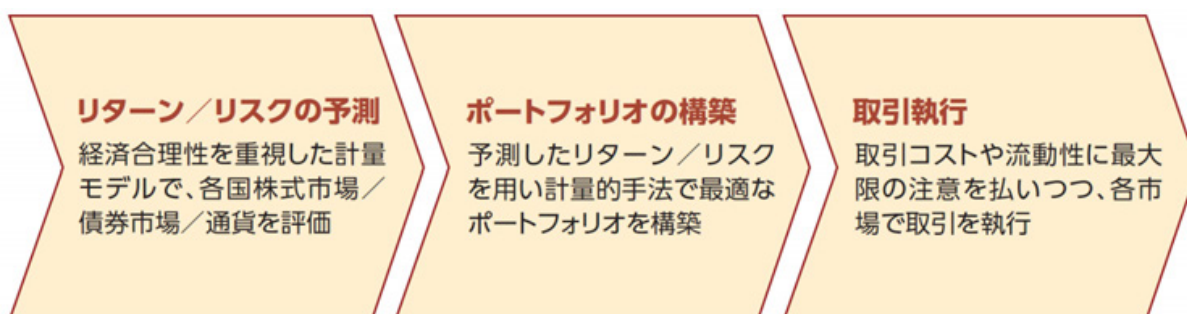 リターン／リスクの予測
経済合理性を重視した計量
モデルで、各国株式市場／
債券市場／通貨を評価
ポートフォリオの構築
予測したリターン／リスク
を用い計量的手法で最適な
ポートフォリオを構築
取引執行
取引コストや流動性に最大
限の注意を払いつつ、各市
場で取引を執行